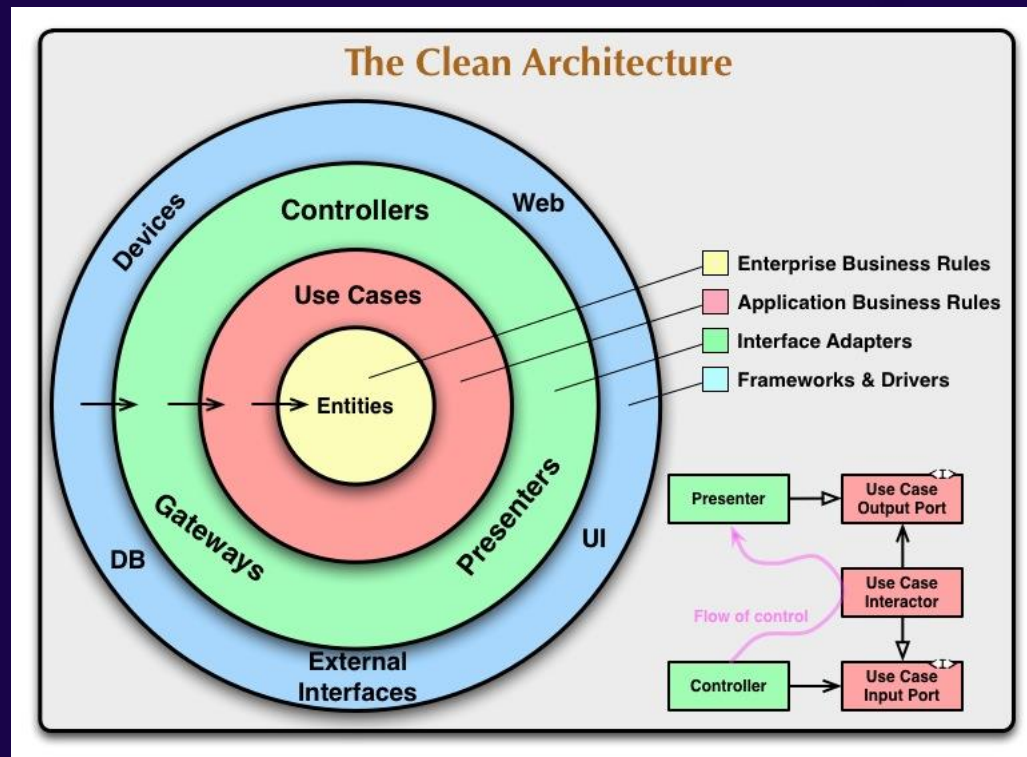 The Clean Architecture
Devices
Web
Controllers
Use Cases
Entities
Gateways
Presenters
DB
UI
External
Interfaces
Enterprise Business Rules
Application Business Rules
Interface Adapters
Frameworks & Drivers
Presenter
<I>
Use Case
Output Port
Use Case
Interactor
Flow of control
Controller
<I>
Use Case
Input Port